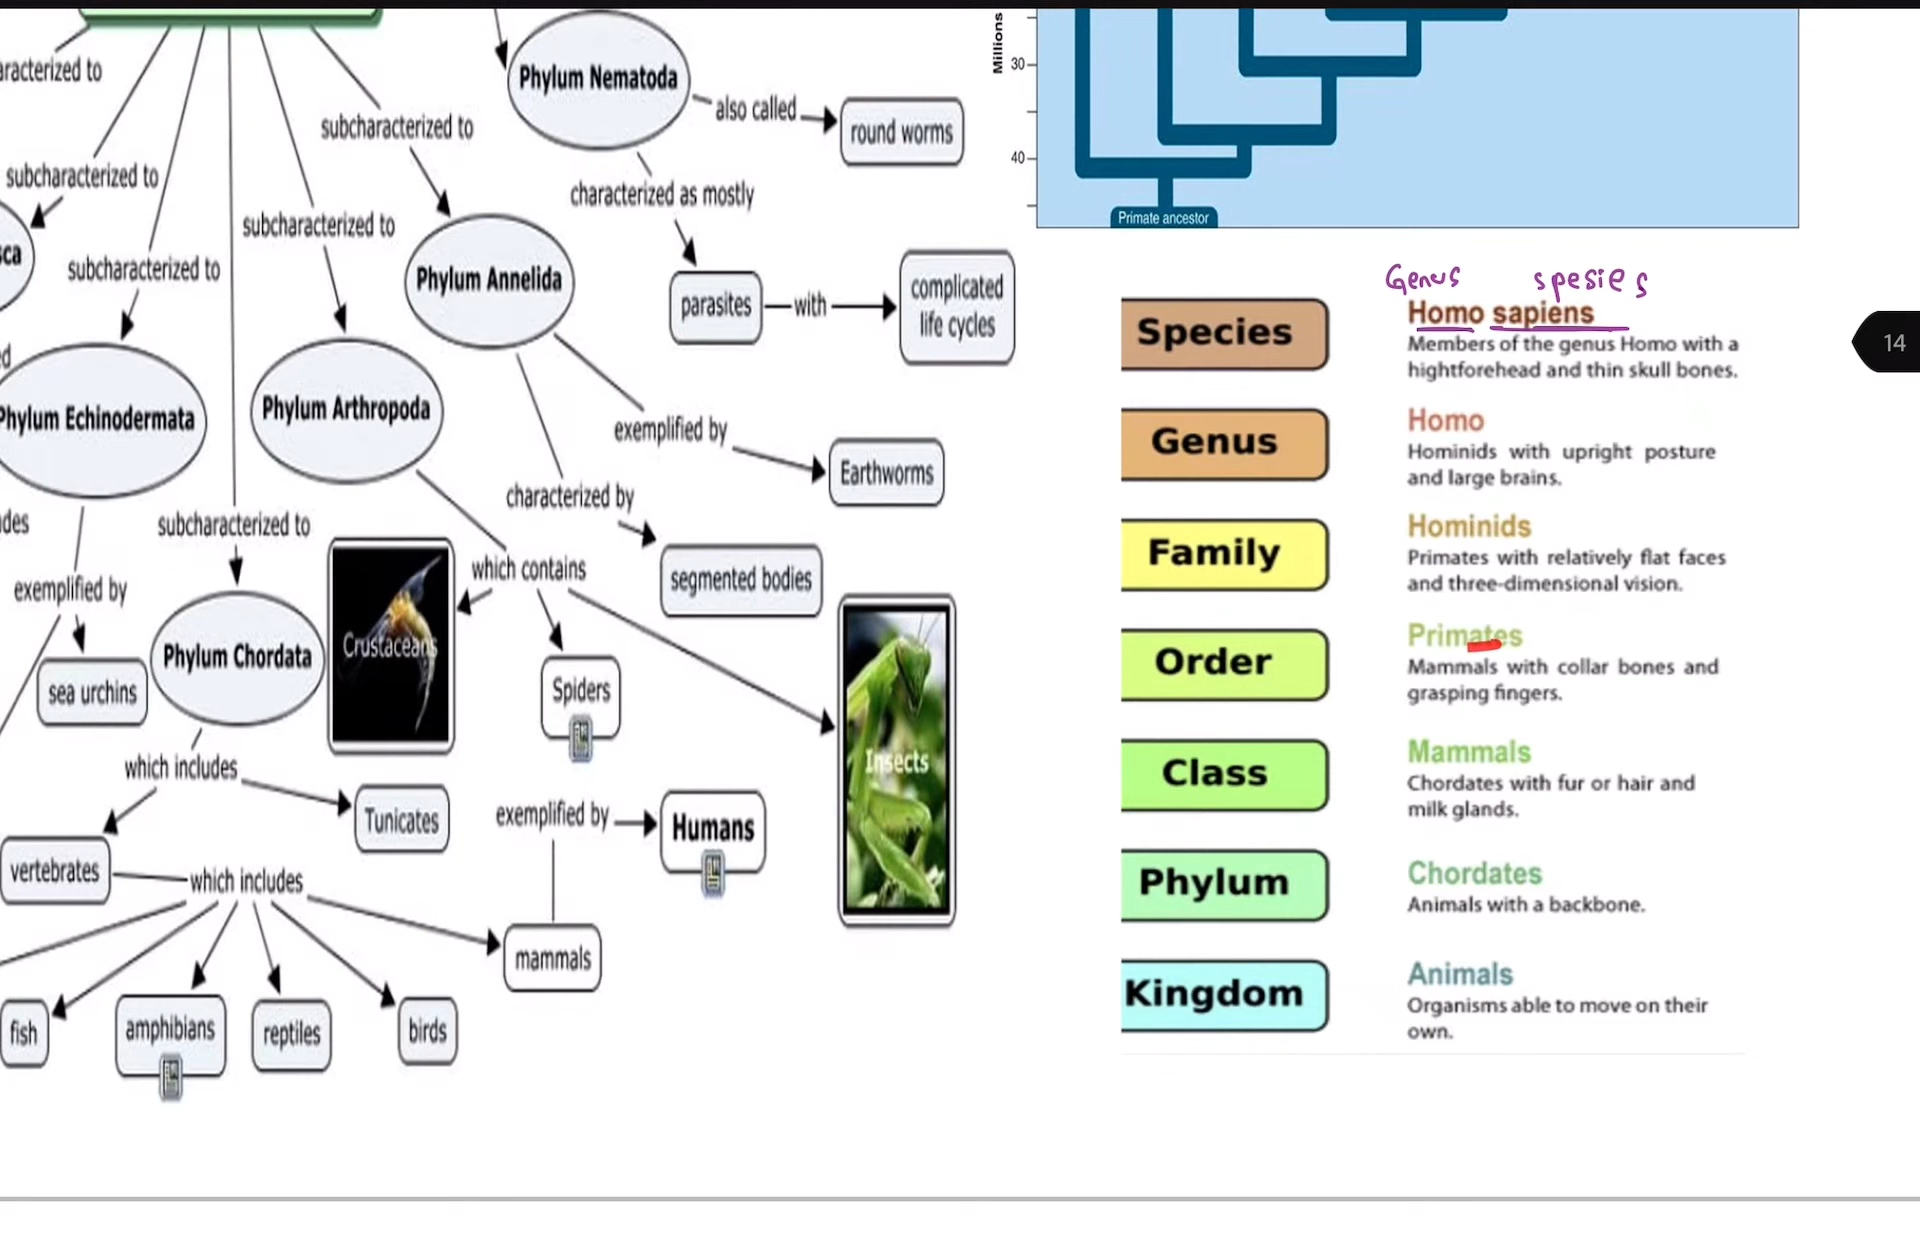 aracterized to
Phylum Nematoda
also called
round worms
subcharacterized to
characterized as mostly
subcharacterized to
subcharacterized to
subcharacterized to
sca
Phylum Annelida
parasites
with
complicated
life cycles
Phylum Echinodermata
Phylum Arthropoda
exemplified by
Earthworms
characterized by
des
subcharacterized to
which contains
segmented bodies
exemplified by
Crustaceans
sea urchins
Phylum Chordata
Spiders
Insects
which includes
Tunicates
exemplified by
Humans
vertebrates
which includes
mammals
fish
amphibians
reptiles
birds
Millions
30
40
Primate ancestor
Genus spesies
Species
Homo sapiens
Members of the genus Homo with a
hightforehead and thin skull bones.
Genus
Homo
Hominids with upright posture
and large brains.
Family
Hominids
Primates with relatively flat faces
and three-dimensional vision.
Order
Primates
Mammals with collar bones and
grasping fingers.
Class
Mammals
Chordates with fur or hair and
milk glands.
Phylum
Chordates
Animals with a backbone.
Kingdom
Animals
Organisms able to move on their
own.
14